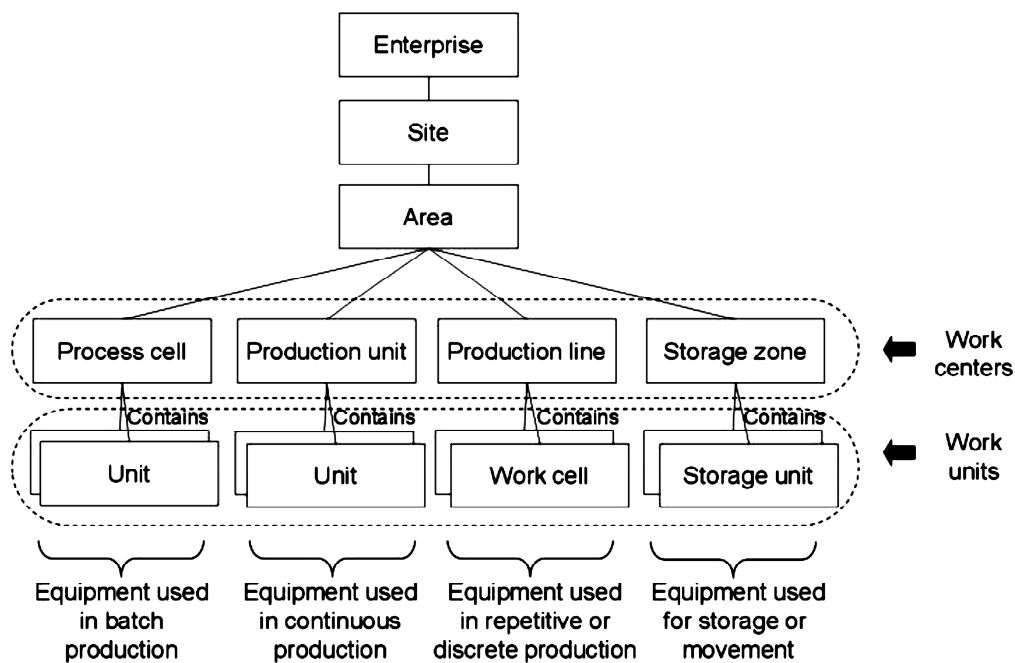 Enterprise
Site
Area
Process cell
Production unit
Production line
Storage zone
Work
centers
Contains
Contains
Contains
Contains
Unit
Unit
Work cell
Storage unit
Work
units
Equipment used
in batch
production
Equipment used
in continuous
production
Equipment used
in repetitive or
discrete production
Equipment used
for storage or
movement